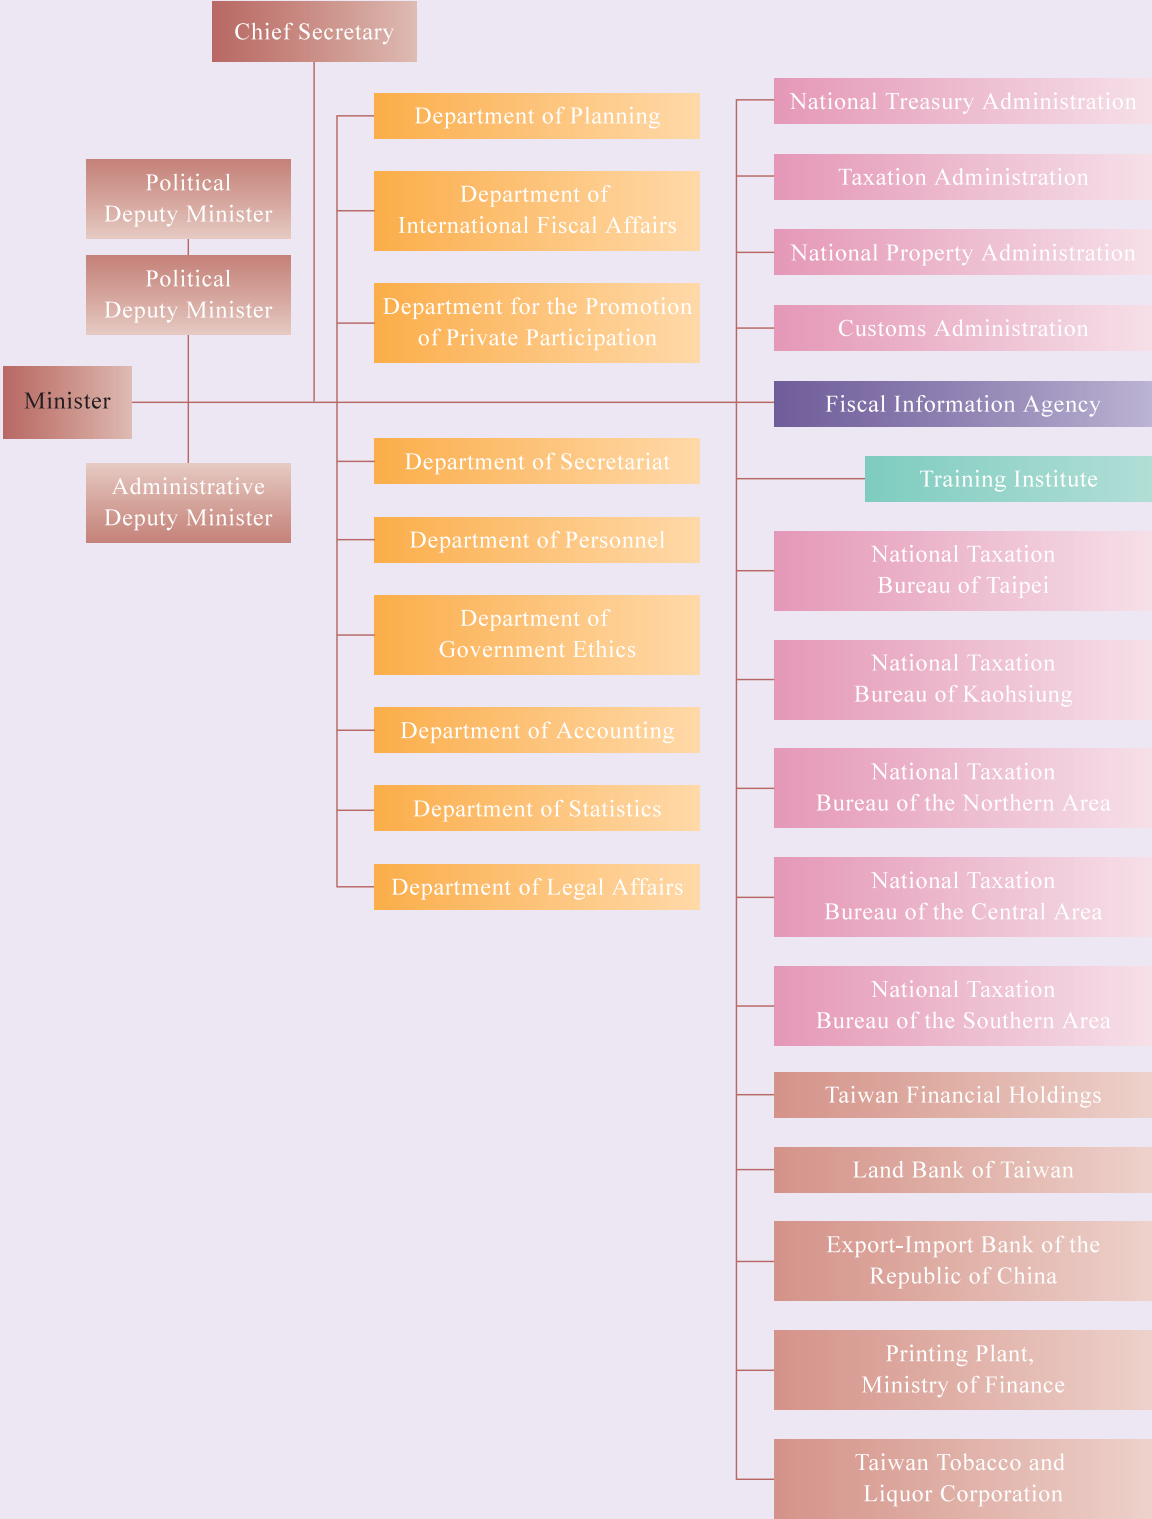 Chief Secretary
Political
Deputy Minister
Political
Deputy Minister
Minister
Administrative
Deputy Minister
Department of Planning
Department of
International Fiscal Affairs
Department for the Promotion
of Private Participation
Department of Secretariat
Department of Personnel
Department of
Government Ethics
Department of Accounting
Department of Statistics
Department of Legal Affairs
National Treasury Administration
Taxation Administration
National Property Administration
Customs Administration
Fiscal Information Agency
Training Institute
National Taxation
Bureau of Taipei
National Taxation
Bureau of Kaohsiung
National Taxation
Bureau of the Northern Area
National Taxation
Bureau of the Central Area
National Taxation
Bureau of the Southern Area
Taiwan Financial Holdings
Land Bank of Taiwan
Export-Import Bank of the
Republic of China
Printing Plant,
Ministry of Finance
Taiwan Tobacco and
Liquor Corporation